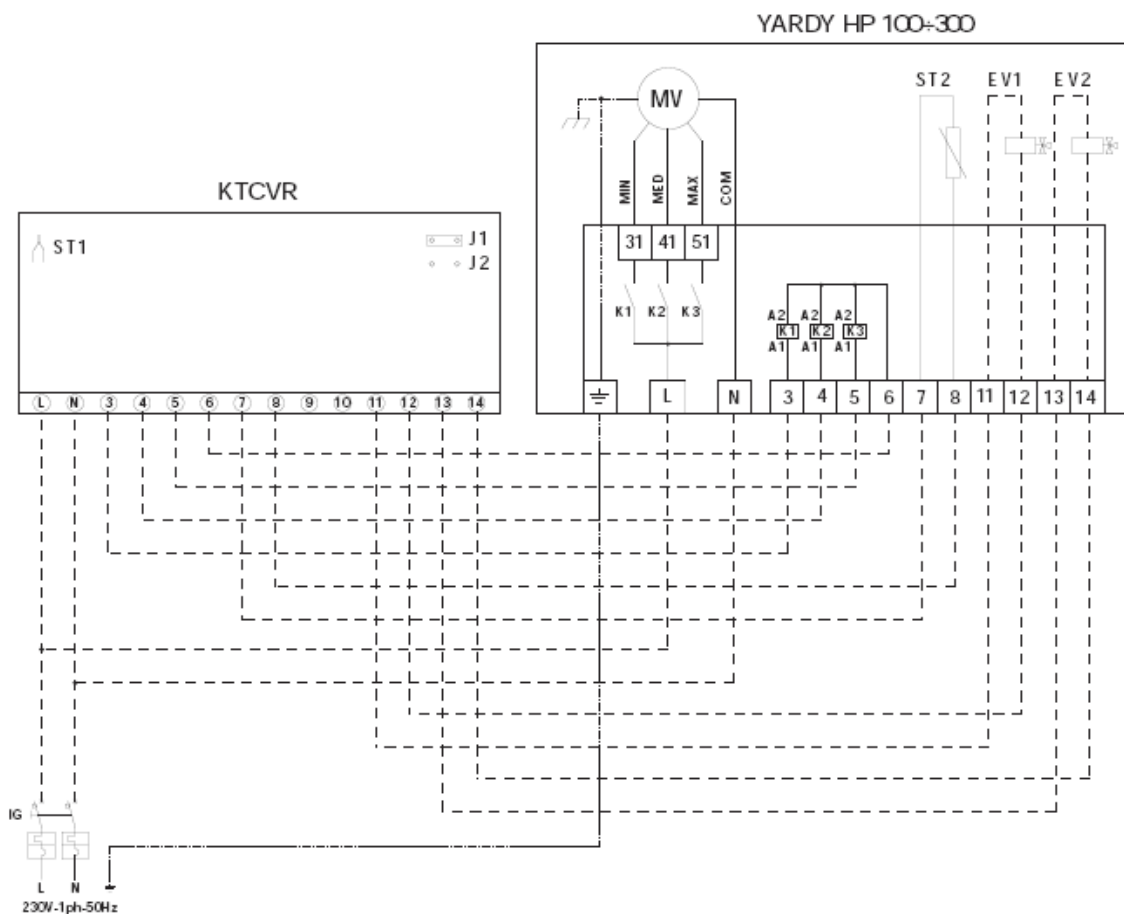 YARDY HP 100÷300
ST2 EV1 EV2
MV
KTCVR
MIN MED MAX COM
ST1 J1
J2
31 41 51
K1 K2 K3
A2 A2 A2
K1 K2 K3
A1 A1 A1
L N 3 4 5 6 7 8 9 10 11 12 13 14
L N 3 4 5 6 7 8 11 12 13 14
IG
L N
230V-1ph-50Hz